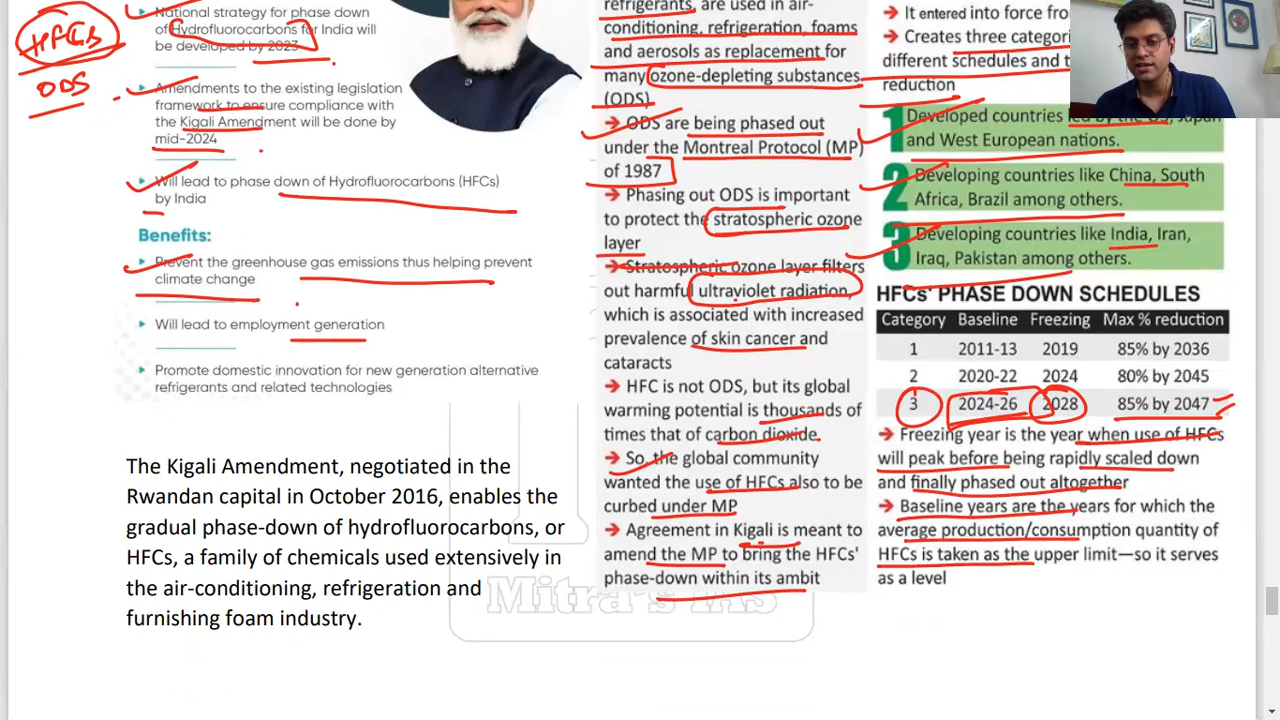 HFCs
ODS
National strategy for phase down
of Hydrofluorocarbons for India will
be developed by 2023
Amendments to the existing legislation
framework to ensure compliance with
the Kigali Amendment will be done by
mid-2024
Will lead to phase down of Hydrofluorocarbons (HFCs)
by India
Benefits:
Prevent the greenhouse gas emissions thus helping prevent
climate change
Will lead to employment generation
Promote domestic innovation for new generation alternative
refrigerants and related technologies
The Kigali Amendment, negotiated in the
Rwandan capital in October 2016, enables the
gradual phase-down of hydrofluorocarbons, or
HFCs, a family of chemicals used extensively in
the air-conditioning, refrigeration and
furnishing foam industry.
refrigerants, are used in air-
conditioning, refrigeration, foams
and aerosols as replacement for
many ozone-depleting substances
(ODS)
ODS are being phased out
under the Montreal Protocol (MP)
of 1987
Phasing out ODS is important
to protect the stratospheric ozone
layer
Stratospheric ozone layer filters
out harmful ultraviolet radiation,
which is associated with increased
prevalence of skin cancer and
cataracts
HFC is not ODS, but its global
warming potential is thousands of
times that of carbon dioxide.
So, the global community
wanted the use of HFCs also to be
curbed under MP
Agreement in Kigali is meant to
amend the MP to bring the HFCs'
phase-down within its ambit
Mitra's IAS
It entered into force from
Creates three categori
different schedules and t
reduction
1 Developed countries led by the US, Japan
and West European nations.
2 Developing countries like China, South
Africa, Brazil among others.
3 Developing countries like India, Iran,
Iraq, Pakistan among others.
HFCs' PHASE DOWN SCHEDULES
Category Baseline Freezing Max % reduction
1 2011-13 2019 85% by 2036
2 2020-22 2024 80% by 2045
3 2024-26 2028 85% by 2047
Freezing year is the year when use of HFCs
will peak before being rapidly scaled down
and finally phased out altogether
Baseline years are the years for which the
average production/consumption quantity of
HFCs is taken as the upper limit—so it serves
as a level